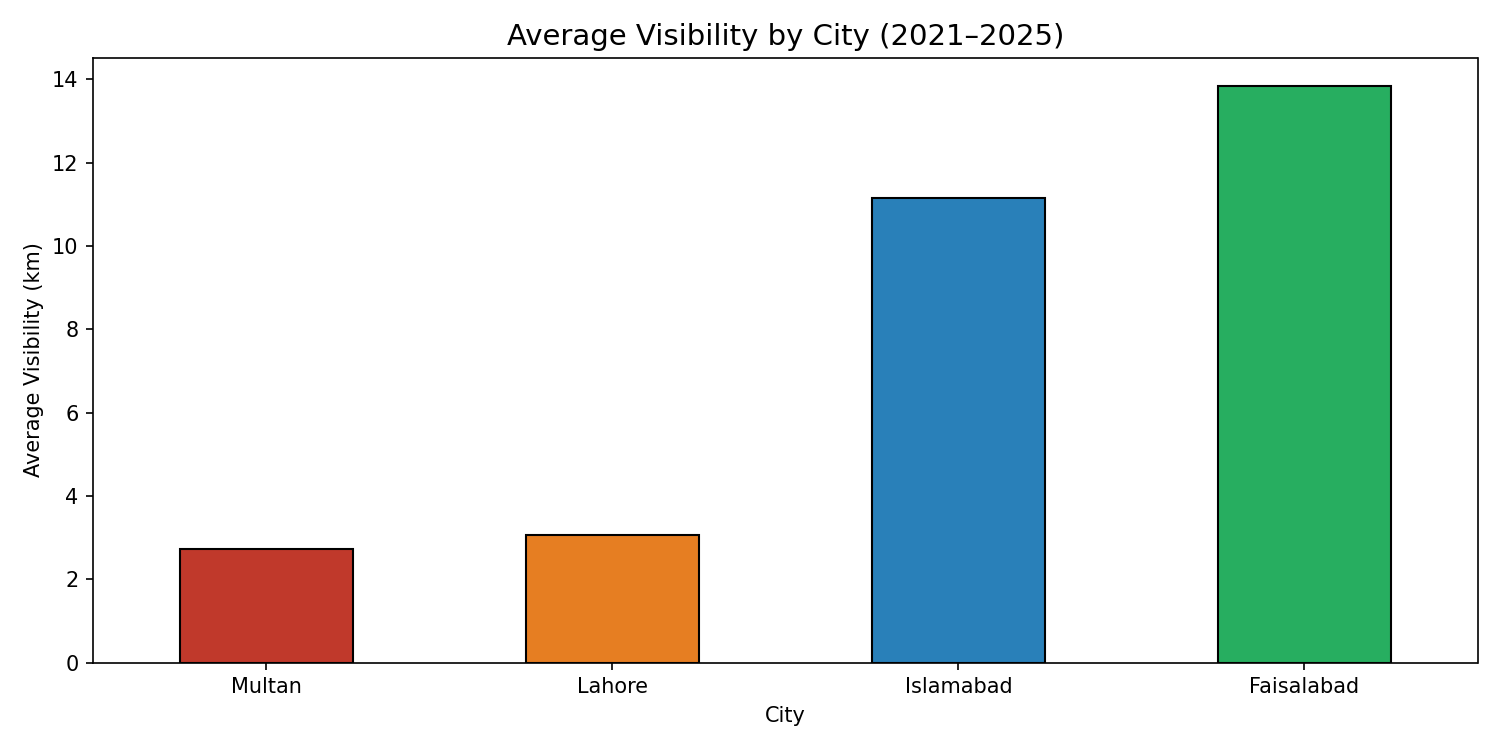 Average Visibility by City (2021–2025)
Average Visibility (km)
14
12
10
8
6
4
2
0
Multan
Lahore
Islamabad
Faisalabad
City